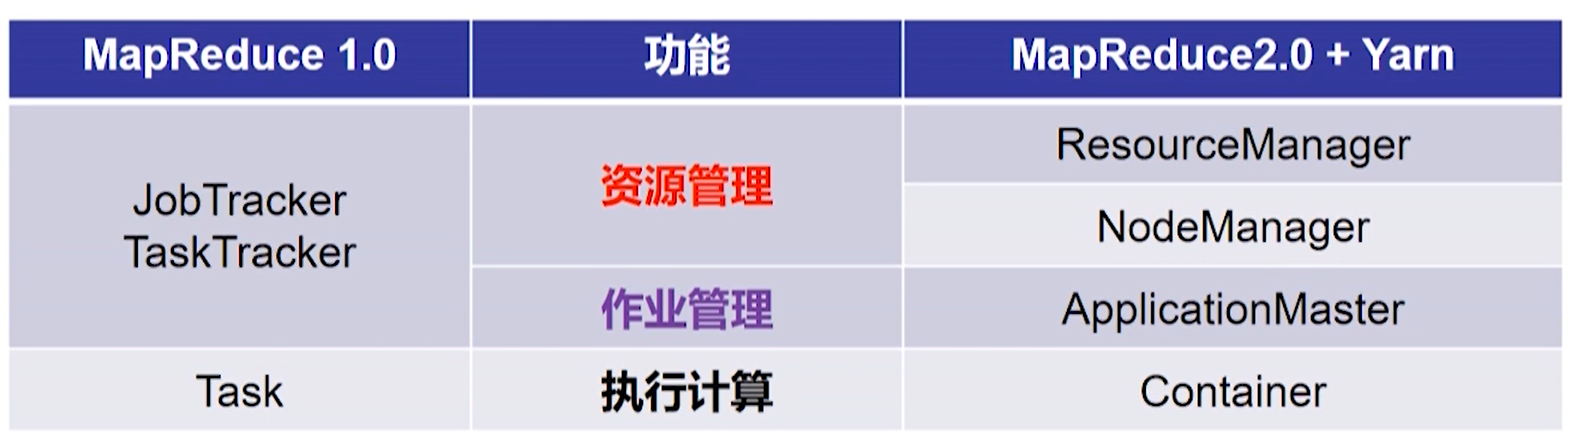 MapReduce 1.0
功能
MapReduce2.0 + Yarn
JobTracker
TaskTracker
资源管理
ResourceManager
NodeManager
作业管理
ApplicationMaster
Task
执行计算
Container